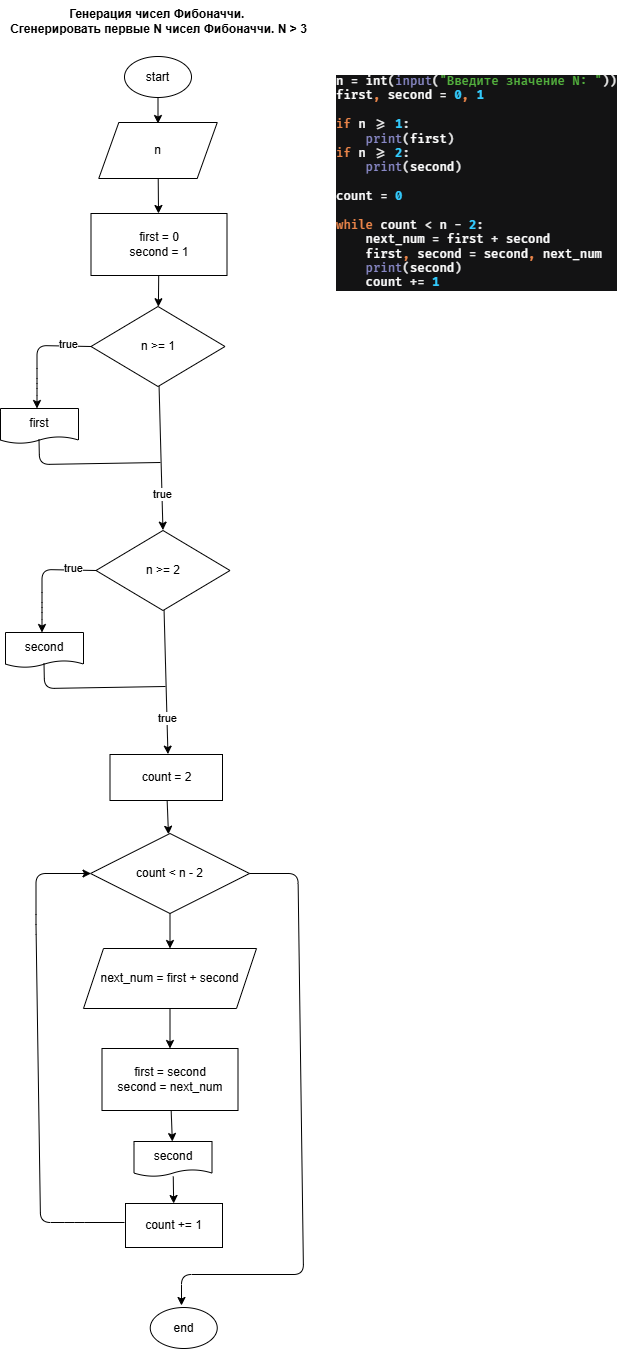 Генерация чисел Фибоначчи.
Сгенерировать первые N чисел Фибоначчи. N > 3
start
n
first = 0
second = 1
n >= 1
true
first
true
n >= 2
true
second
true
count = 2
count < n - 2
next_num = first + second
first = second
second = next_num
second
count += 1
end
n = int(input("Введите значение N: "))
first, second = 0, 1
if n ⩾ 1:
print(first)
if n ⩾ 2:
print(second)
count = 0
while count < n - 2:
next_num = first + second
first, second = second, next_num
print(second)
count += 1